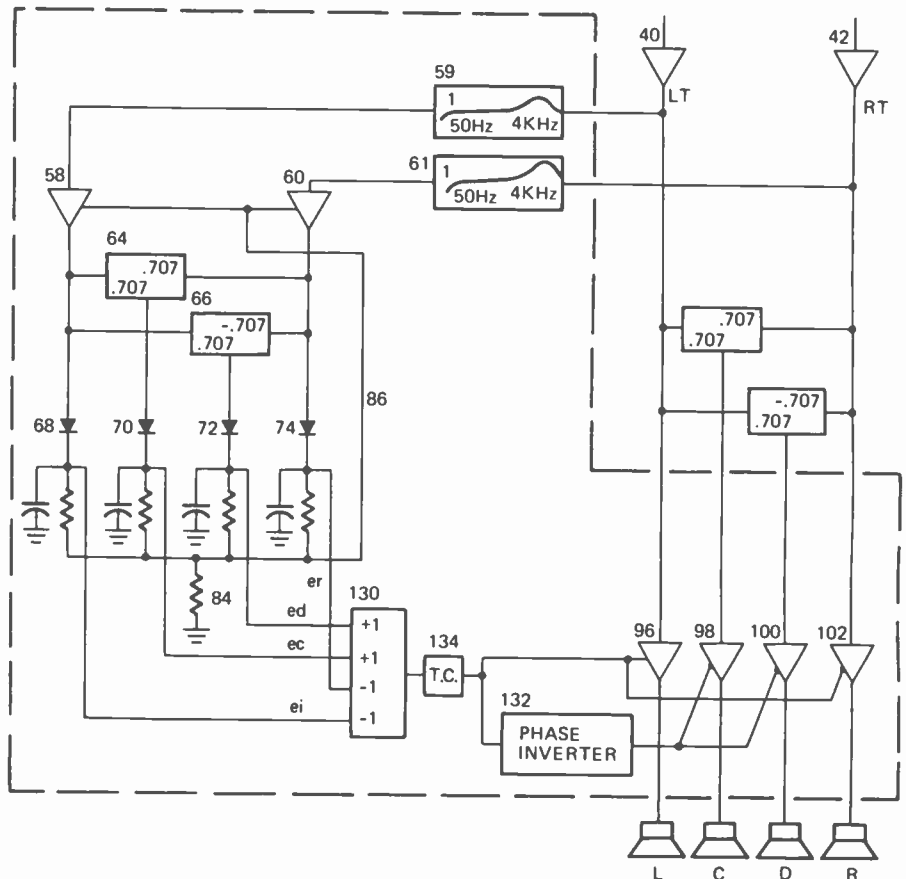 40
42
LT
RT
59
1
50Hz 4KHz
61
1
50Hz 4KHz
58
60
64
.707
.707
66
-.707
.707
.707
.707
-.707
.707
86
68
70
72
74
84
er
ed
ec
ei
130
+1
+1
-1
-1
134
T.C.
132
PHASE
INVERTER
96
98
100
102
L
C
D
R